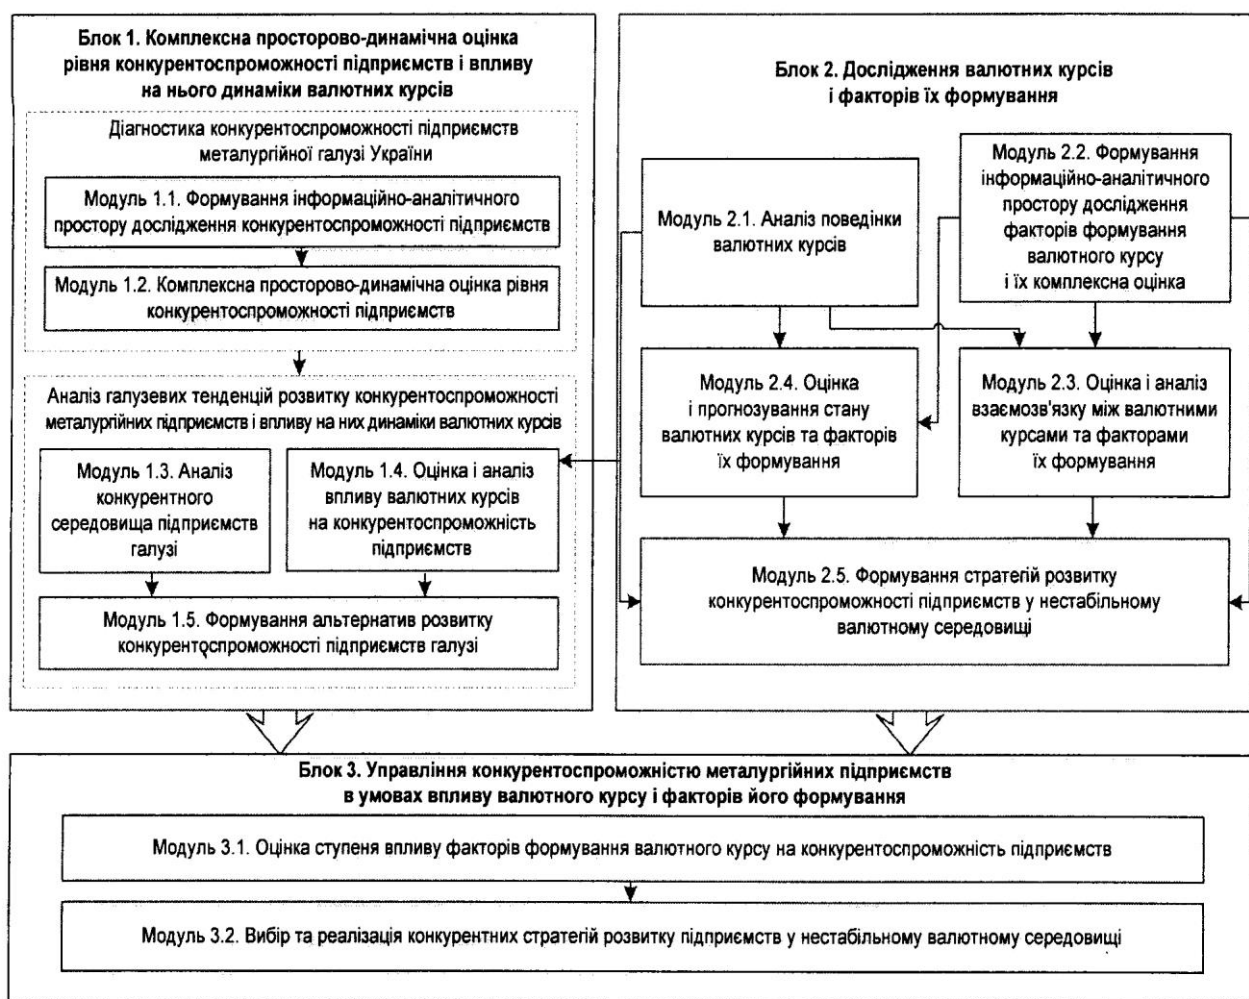 Блок 1. Комплексна просторово-динамічна оцінка
рівня конкурентоспроможності підприємств і впливу
на нього динаміки валютних курсів
Діагностика конкурентоспроможності підприємств
металургійної галузі України
Модуль 1.1. Формування інформаційно-аналітичного
простору дослідження конкурентоспроможності підприємств
Модуль 1.2. Комплексна просторово-динамічна оцінка рівня
конкурентоспроможності підприємств
Аналіз галузевих тенденцій розвитку конкурентоспроможності
металургійних підприємств і впливу на них динаміки валютних курсів
Модуль 1.3. Аналіз
конкурентного
середовища підприємств
галузі
Модуль 1.4. Оцінка і аналіз
впливу валютних курсів
на конкурентоспроможність
підприємств
Модуль 1.5. Формування альтернатив розвитку
конкурентоспроможності підприємств галузі
Блок 2. Дослідження валютних курсів
і факторів їх формування
Модуль 2.1. Аналіз поведінки
валютних курсів
Модуль 2.2. Формування
інформаційно-аналітичного
простору дослідження
факторів формування
валютного курсу
і їх комплексна оцінка
Модуль 2.4. Оцінка
і прогнозування стану
валютних курсів та факторів
їх формування
Модуль 2.3. Оцінка і аналіз
взаємозв'язку між валютними
курсами та факторами
їх формування
Модуль 2.5. Формування стратегій розвитку
конкурентоспроможності підприємств у нестабільному
валютному середовищі
Блок 3. Управління конкурентоспроможністю металургійних підприємств
в умовах впливу валютного курсу і факторів його формування
Модуль 3.1. Оцінка ступеня впливу факторів формування валютного курсу на конкурентоспроможність підприємств
Модуль 3.2. Вибір та реалізація конкурентних стратегій розвитку підприємств у нестабільному валютному середовищі